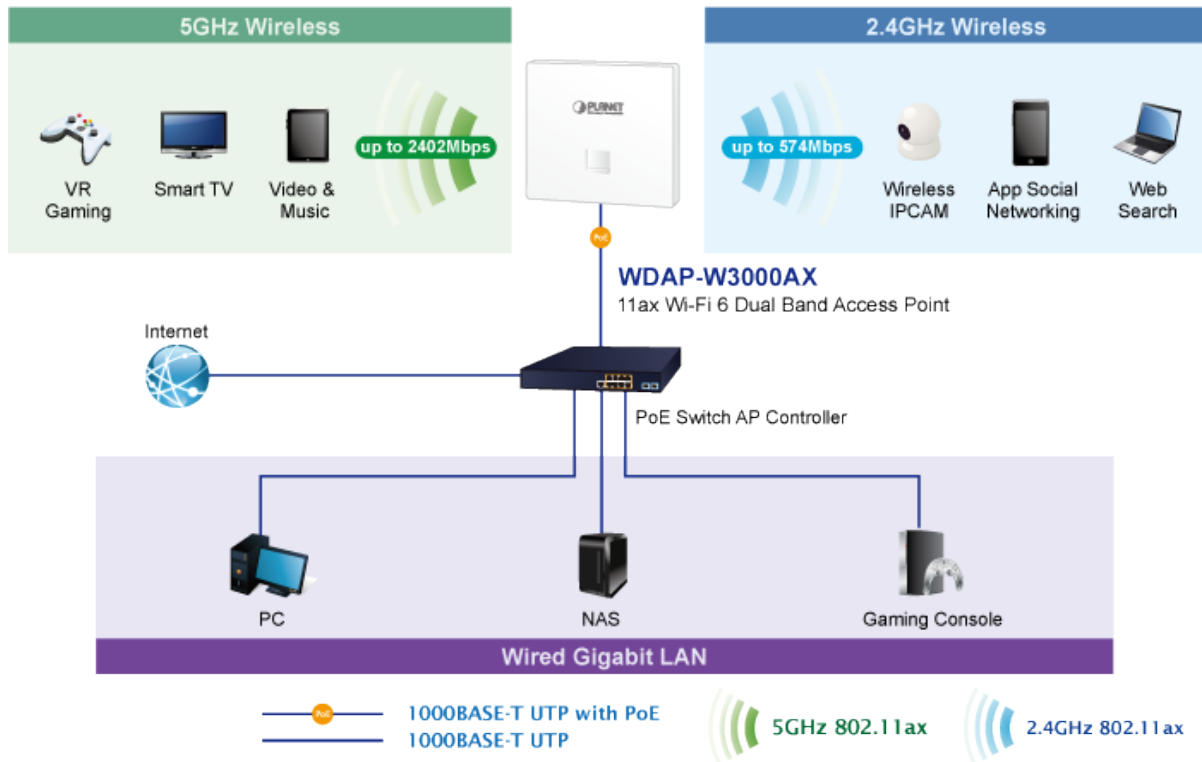 5GHz Wireless
2.4GHz Wireless
PLANET
up to 2402Mbps
up to 574Mbps
VR
Gaming
Smart TV
Video &
Music
Wireless
IPCAM
App Social
Networking
Web
Search
PoE
WDAP-W3000AX
11ax Wi-Fi 6 Dual Band Access Point
Internet
PoE Switch AP Controller
PC
NAS
Gaming Console
Wired Gigabit LAN
PoE
1000BASE-T UTP with PoE
1000BASE-T UTP
5GHz 802.11ax
2.4GHz 802.11ax